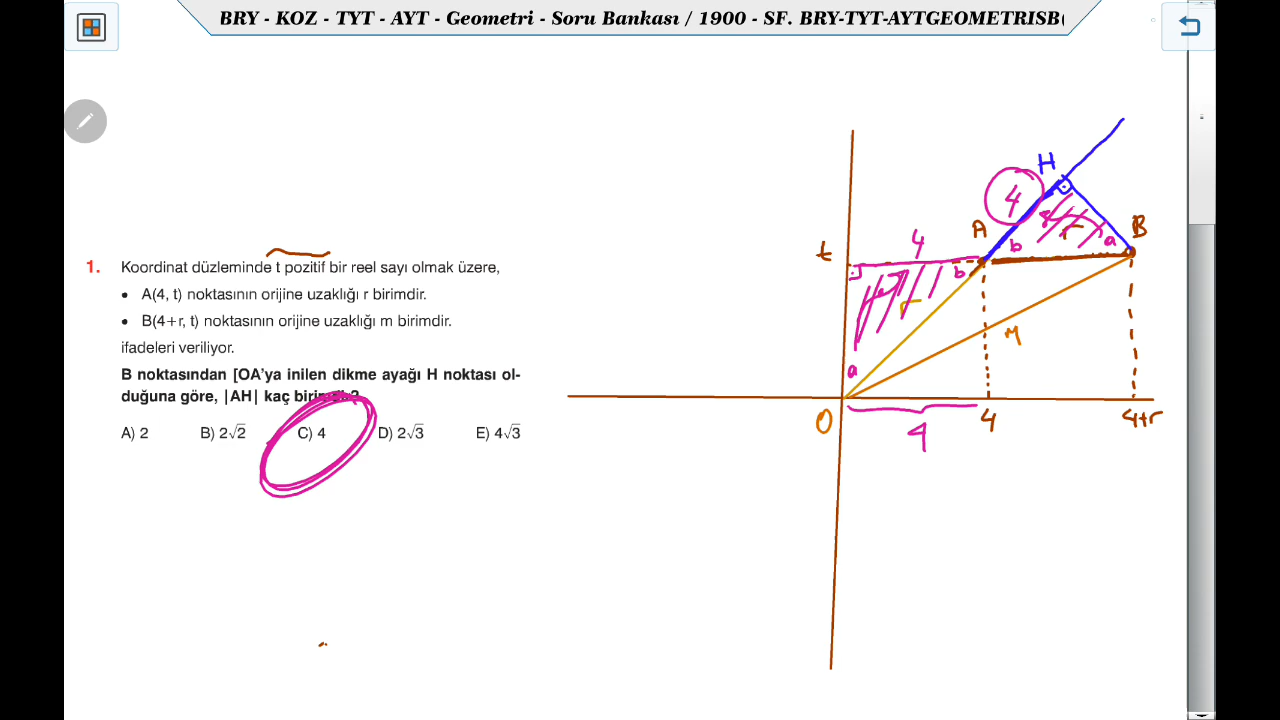 BRY - KOZ - TYT - AYT - Geometri - Soru Bankası / 1900 - SF. BRY-TYT-AYTGEOMETRISB(
1. Koordinat düzleminde t pozitif bir reel sayı olmak üzere,
• A(4, t) noktasının orijine uzaklığı r birimdir.
• B(4+r, t) noktasının orijine uzaklığı m birimdir.
ifadeleri veriliyor.
B noktasından [OA'ya inilen dikme ayağı H noktası ol-
duğuna göre, |AH| kaç birimdir?
A) 2 B) 2√2 C) 4 D) 2√3 E) 4√3
H
4
A
B
t
4
b
r
a
b
r
m
a
O
4
4
4+r